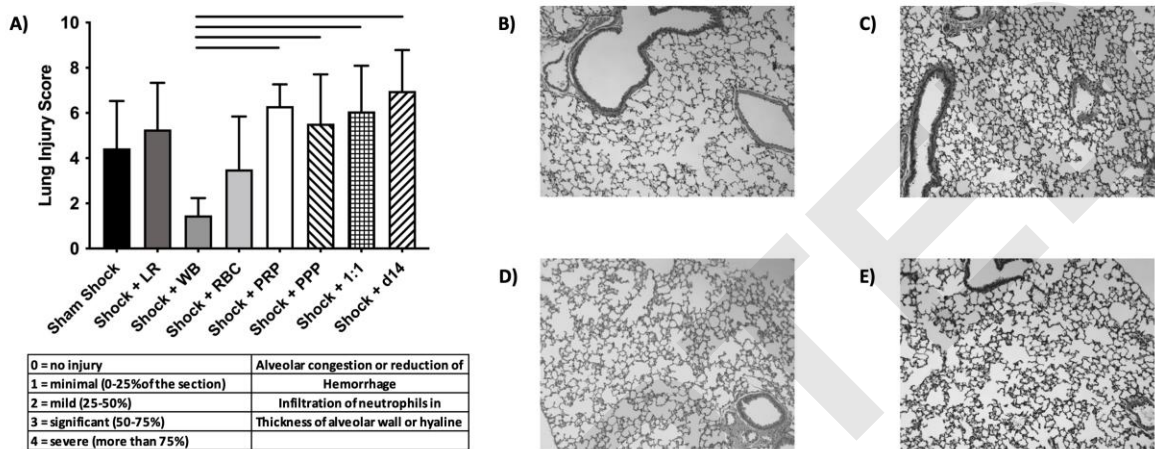 A)
10
8
6
4
2
0
Lung Injury Score
Sham Shock
Shock + LR
Shock + WB
Shock + RBC
Shock + PRP
Shock + PPP
Shock + 1:1
Shock + d14
0 = no injury Alveolar congestion or reduction of
1 = minimal (0-25%of the section) Hemorrhage
2 = mild (25-50%) Infiltration of neutrophils in
3 = significant (50-75%) Thickness of alveolar wall or hyaline
4 = severe (more than 75%)
B)
C)
D)
E)